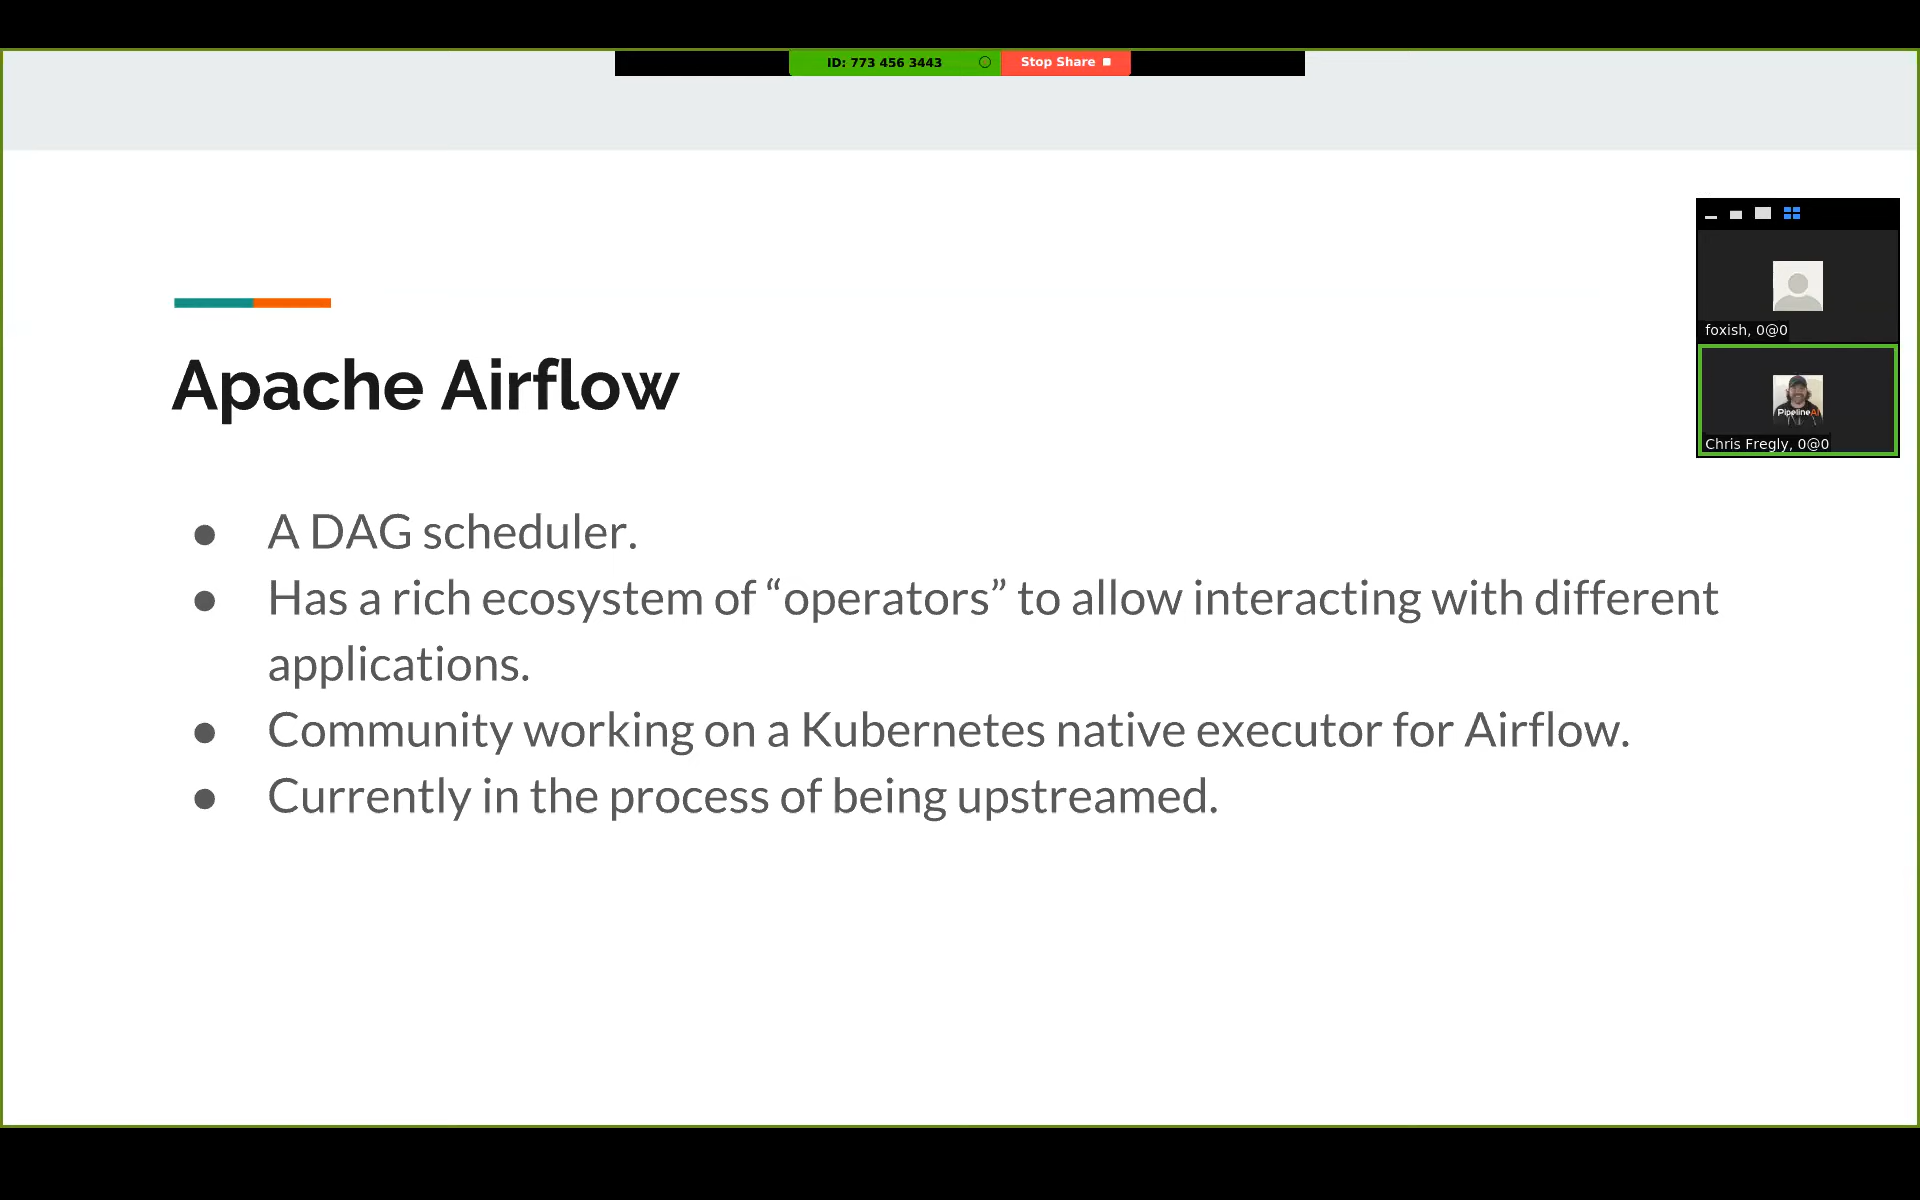 ID: 773 456 3443
Stop Share
foxish, 0@0
PipelineAI
Chris Fregly, 0@0
Apache Airflow
● A DAG scheduler.
● Has a rich ecosystem of “operators” to allow interacting with different
applications.
● Community working on a Kubernetes native executor for Airflow.
● Currently in the process of being upstreamed.